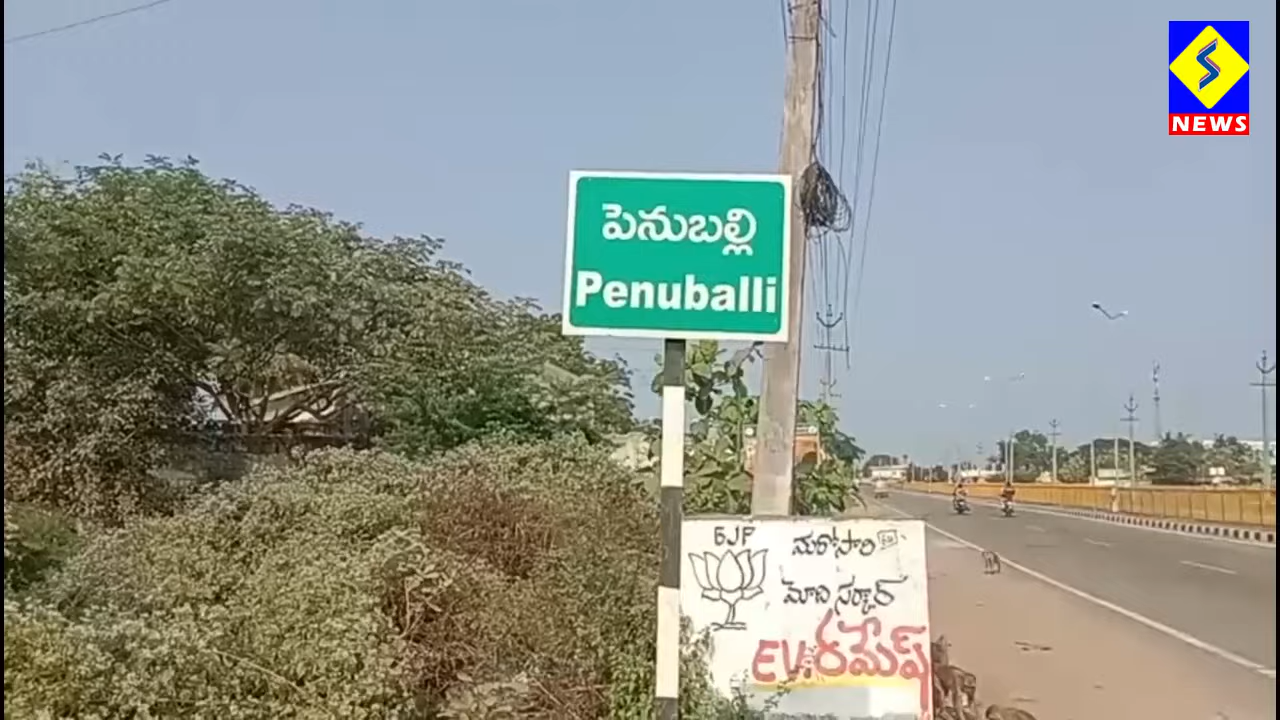 NEWS
పెనుబల్లి
Penuballi
BJP
మరోసారి
మోదీ సర్కార్
EV. రమేష్